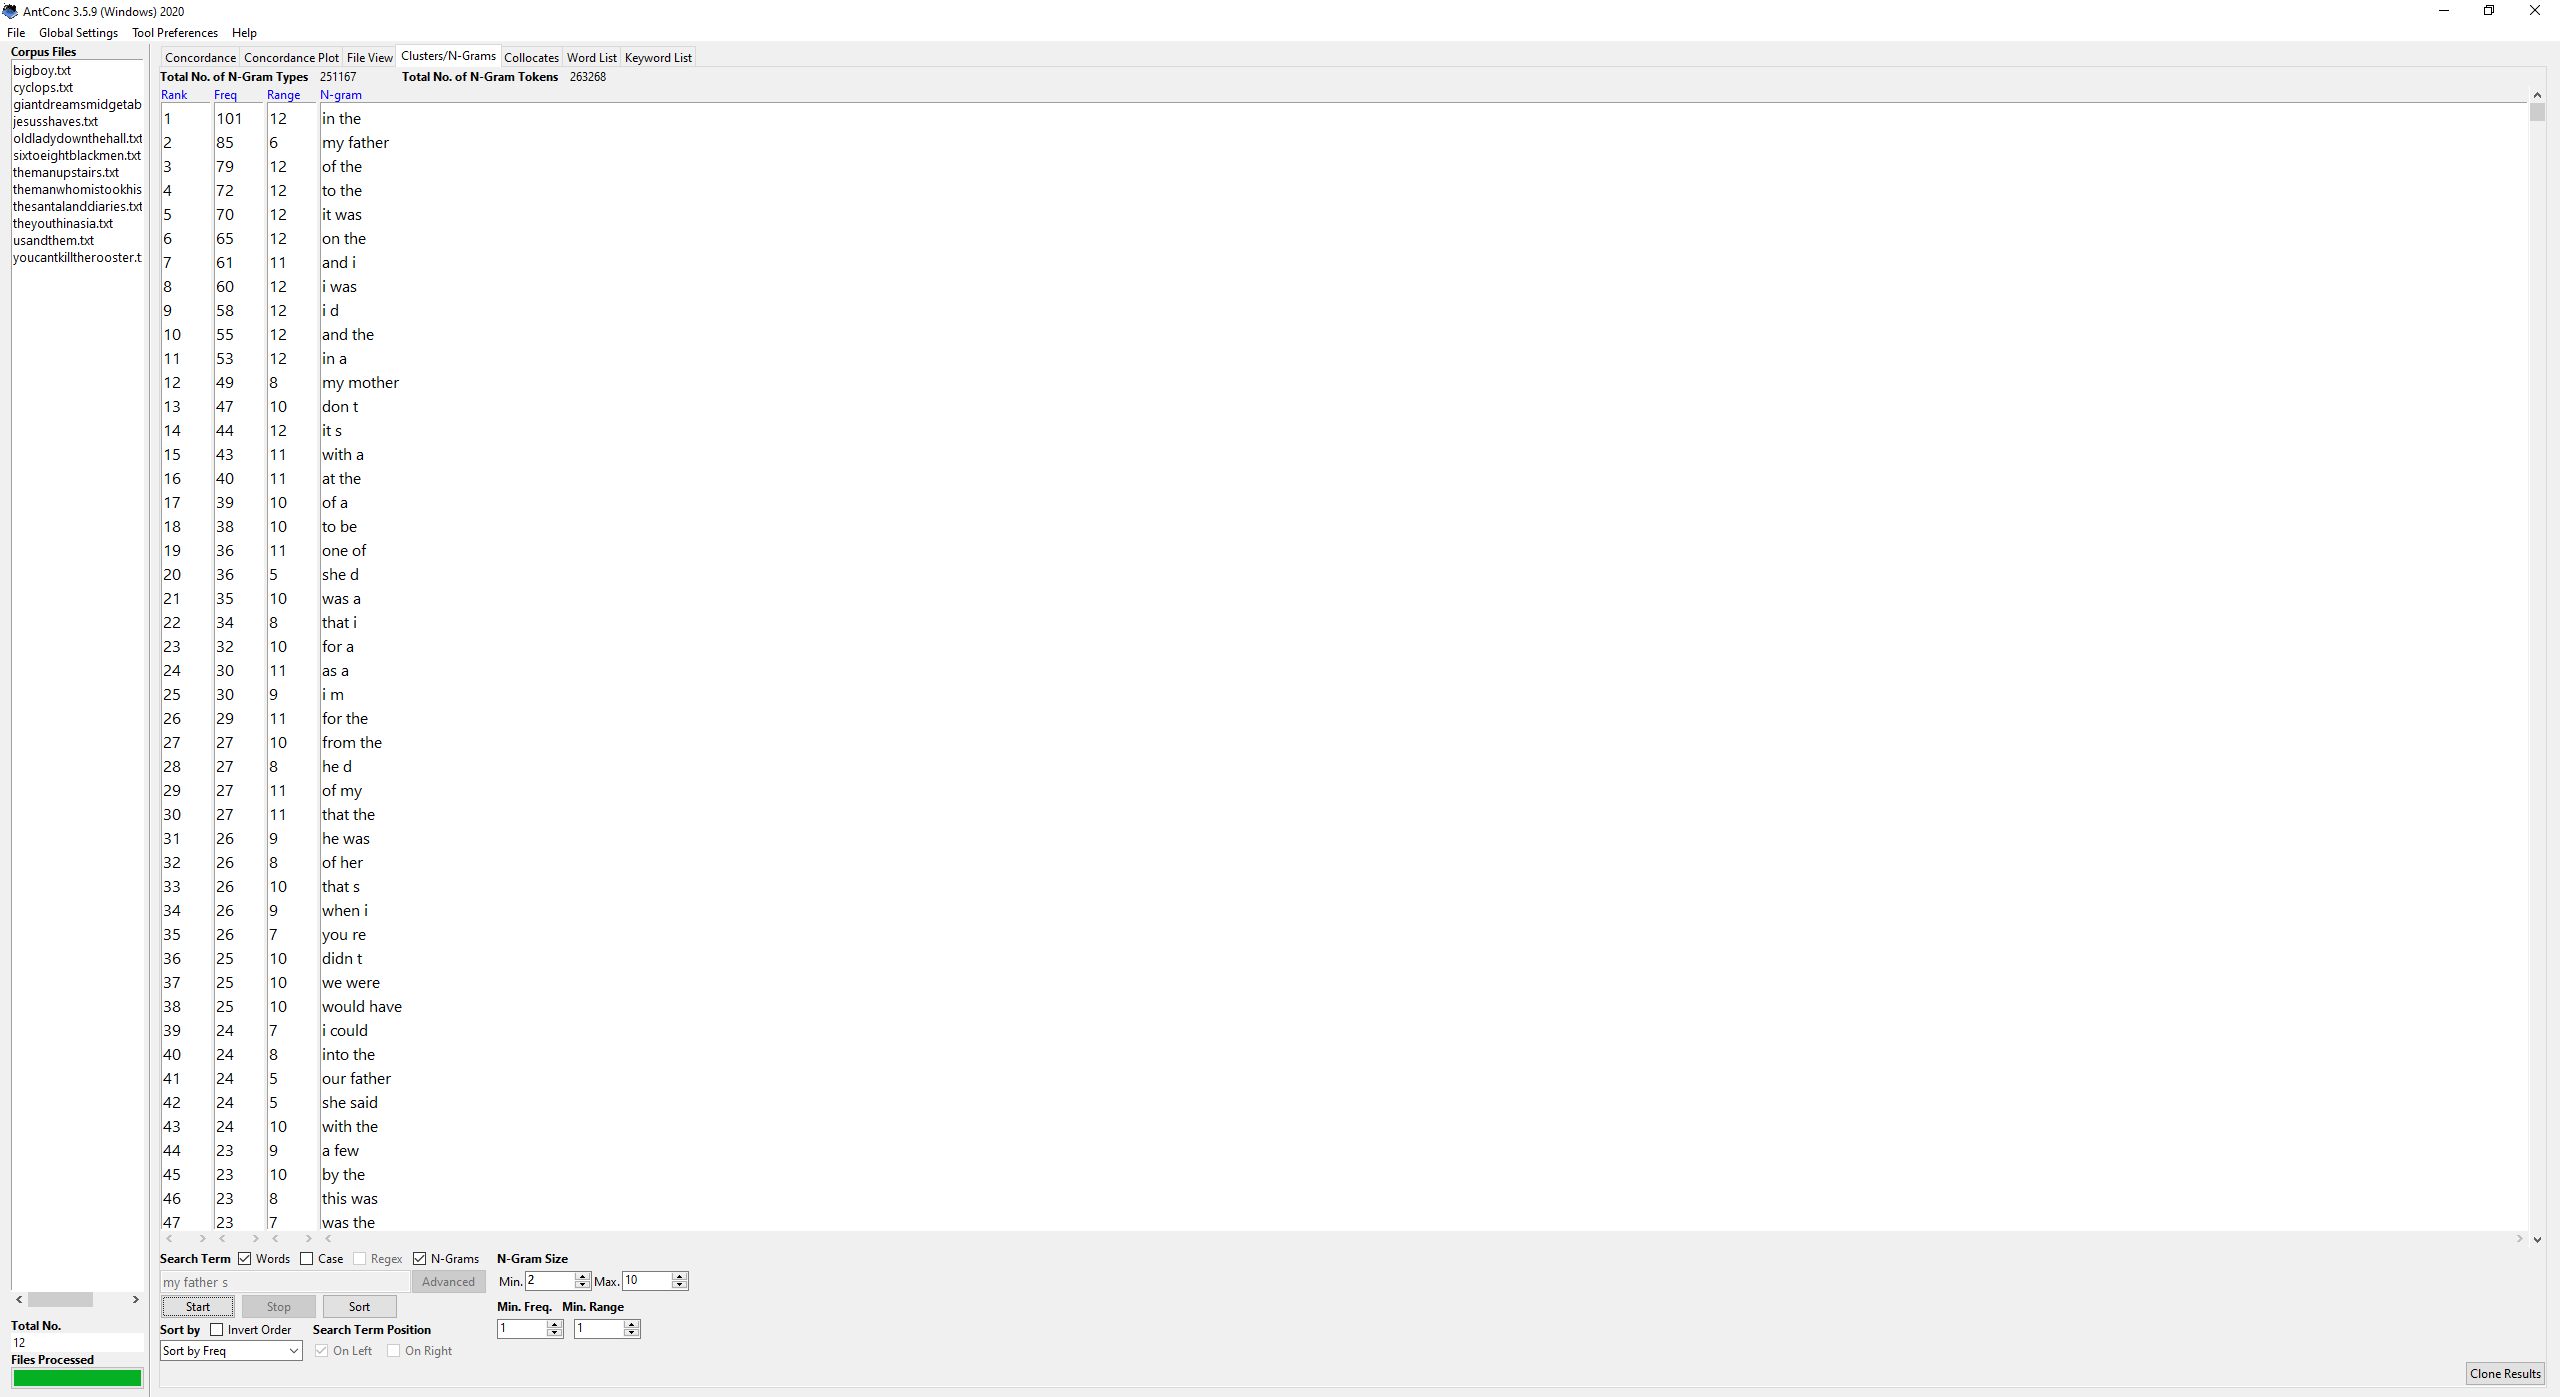 AntConc 3.5.9 (Windows) 2020
File Global Settings Tool Preferences Help
Corpus Files
bigboy.txt
cyclops.txt
giantdreamsmidgetab
jesusshaves.txt
oldladydownthehall.txt
sixtoeightblackmen.txt
themanupstairs.txt
themanwhomistookhis
thesantalanddiaries.txt
theyouthinasia.txt
usandthem.txt
youcantkilltherooster.t
Total No.
12
Files Processed
Concordance Concordance Plot File View Clusters/N-Grams Collocates Word List Keyword List
Total No. of N-Gram Types 251167 Total No. of N-Gram Tokens 263268
Rank Freq Range N-gram
1 101 12 in the
2 85 6 my father
3 79 12 of the
4 72 12 to the
5 70 12 it was
6 65 12 on the
7 61 11 and i
8 60 12 i was
9 58 12 i d
10 55 12 and the
11 53 12 in a
12 49 8 my mother
13 47 10 don t
14 44 12 it s
15 43 11 with a
16 40 11 at the
17 39 10 of a
18 38 10 to be
19 36 11 one of
20 36 5 she d
21 35 10 was a
22 34 8 that i
23 32 10 for a
24 30 11 as a
25 30 9 i m
26 29 11 for the
27 27 10 from the
28 27 8 he d
29 27 11 of my
30 27 11 that the
31 26 9 he was
32 26 8 of her
33 26 10 that s
34 26 9 when i
35 26 7 you re
36 25 10 didn t
37 25 10 we were
38 25 10 would have
39 24 7 i could
40 24 8 into the
41 24 5 our father
42 24 5 she said
43 24 10 with the
44 23 9 a few
45 23 10 by the
46 23 8 this was
47 23 7 was the
Search Term Words Case Regex N-Grams N-Gram Size
my father s Advanced Min. 2 Max. 10
Start Stop Sort Min. Freq. Min. Range
Sort by Invert Order Search Term Position 1 1
Sort by Freq On Left On Right
Clone Results